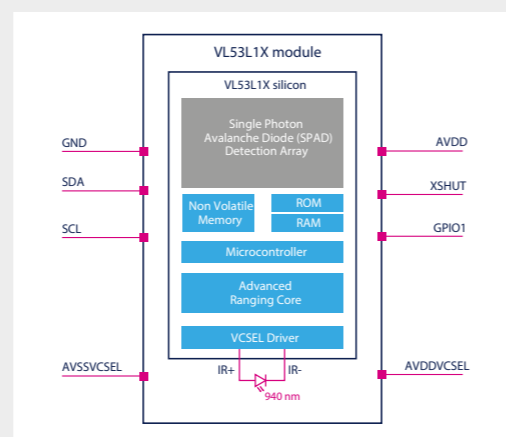 VL53L1X module
VL53L1X silicon
Single Photon
Avalanche Diode (SPAD)
Detection Array
GND
SDA
SCL
AVSSVCSEL
AVDD
XSHUT
GPIO1
AVDDVCSEL
Non Volatile
Memory
ROM
RAM
Microcontroller
Advanced
Ranging Core
VCSEL Driver
IR+
IR-
940 nm